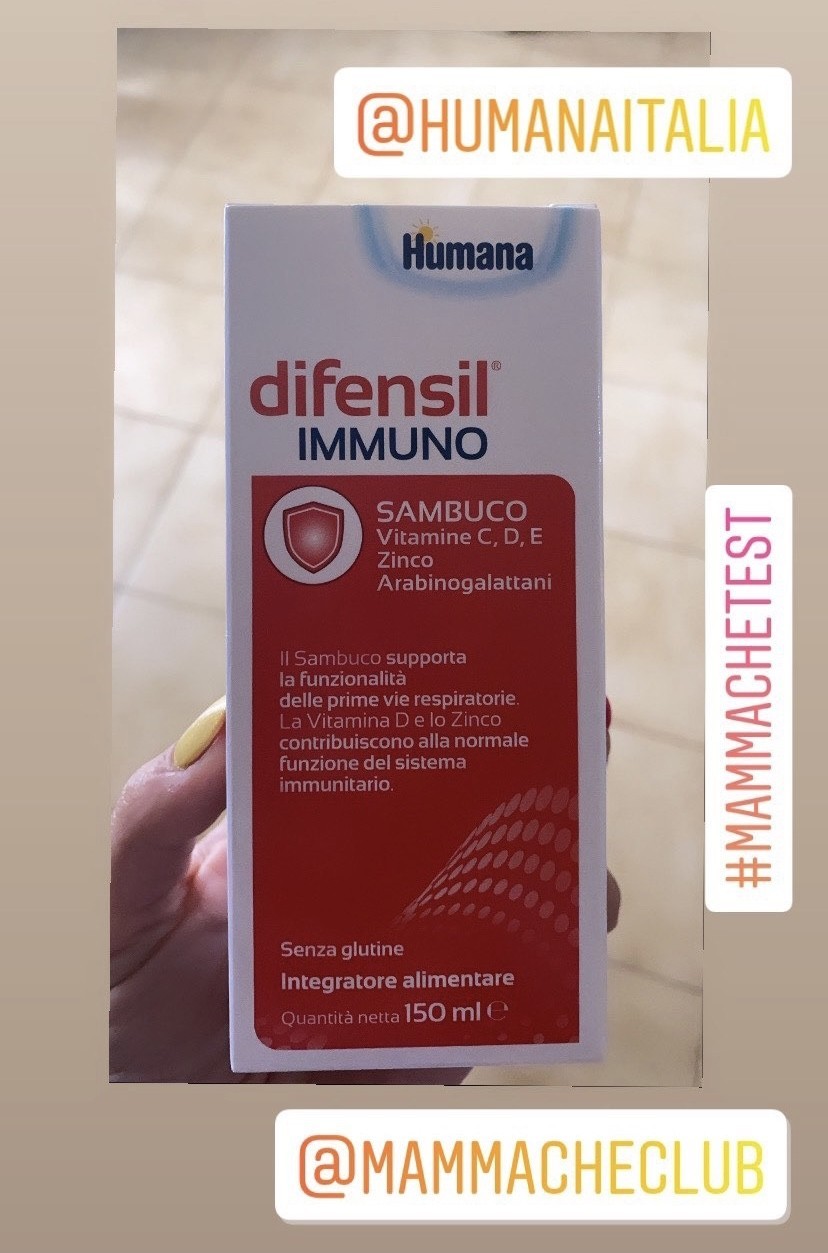 @HUMANAITALIA
Humana
difensil®
IMMUNO
SAMBUCO
Vitamine C, D, E
Zinco
Arabinogalattani
Il Sambuco supporta
la funzionalità
delle prime vie respiratorie.
La Vitamina D e lo Zinco
contribuiscono alla normale
funzione del sistema
immunitario.
Senza glutine
Integratore alimentare
Quantità netta 150 ml ℮
#MAMMACHETEST
@MAMMACHECLUB